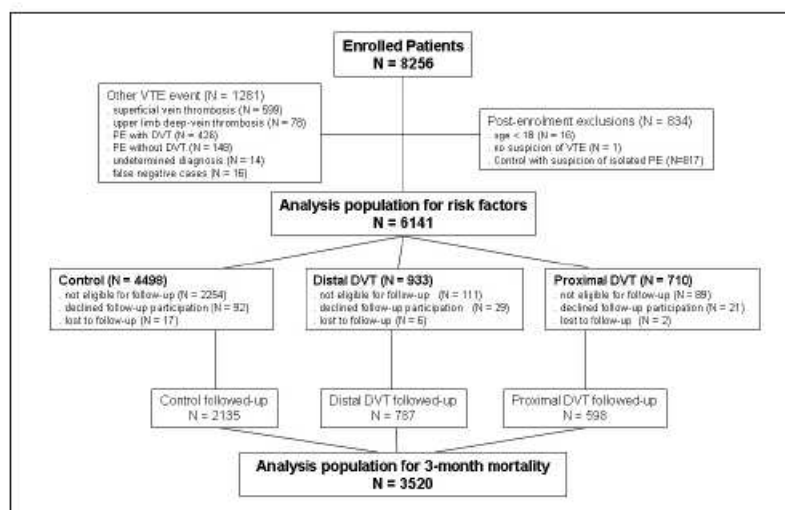 Enrolled Patients
N = 8256
Other VTE event (N = 1281)
. superficial vein thrombosis (N = 599)
. upper limb deep-vein thrombosis (N = 78)
. PE with DVT (N = 426)
. PE without DVT (N = 148)
. undetermined diagnosis (N = 14)
. false negative cases (N = 16)
Post-enrolment exclusions (N = 834)
. age < 18 (N = 16)
. no suspicion of VTE (N = 1)
. Control with suspicion of isolated PE (N=817)
Analysis population for risk factors
N = 6141
Control (N = 4498)
. not eligible for follow-up (N = 2254)
. declined follow-up participation (N = 92)
. lost to follow-up (N = 17)
Distal DVT (N = 933)
. not eligible for follow-up (N = 111)
. declined follow-up participation (N = 29)
. lost to follow-up (N = 6)
Proximal DVT (N = 710)
. not eligible for follow-up (N = 89)
. declined follow-up participation (N = 21)
. lost to follow-up (N = 2)
Control followed-up
N = 2135
Distal DVT followed-up
N = 787
Proximal DVT followed-up
N = 598
Analysis population for 3-month mortality
N = 3520